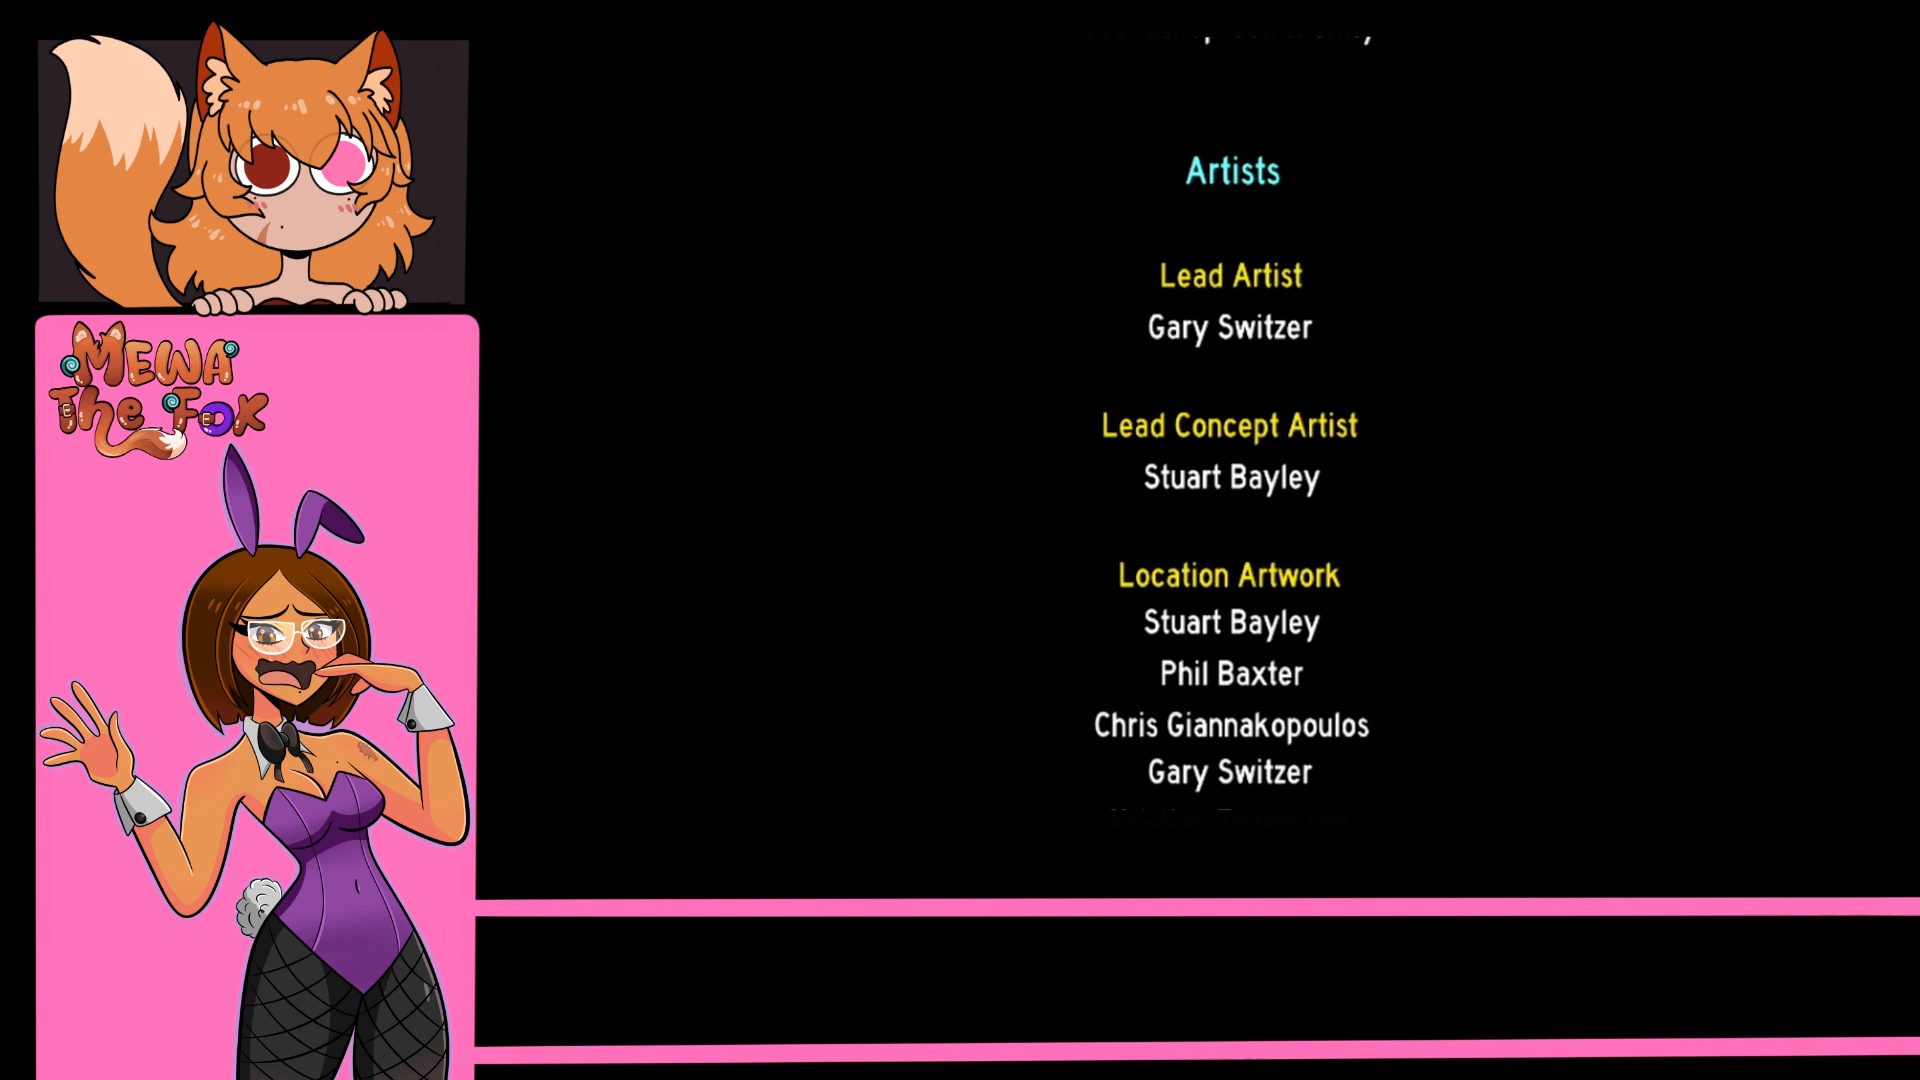 MEWA
The Fox
Artists
Lead Artist
Gary Switzer
Lead Concept Artist
Stuart Bayley
Location Artwork
Stuart Bayley
Phil Baxter
Chris Giannakopoulos
Gary Switzer